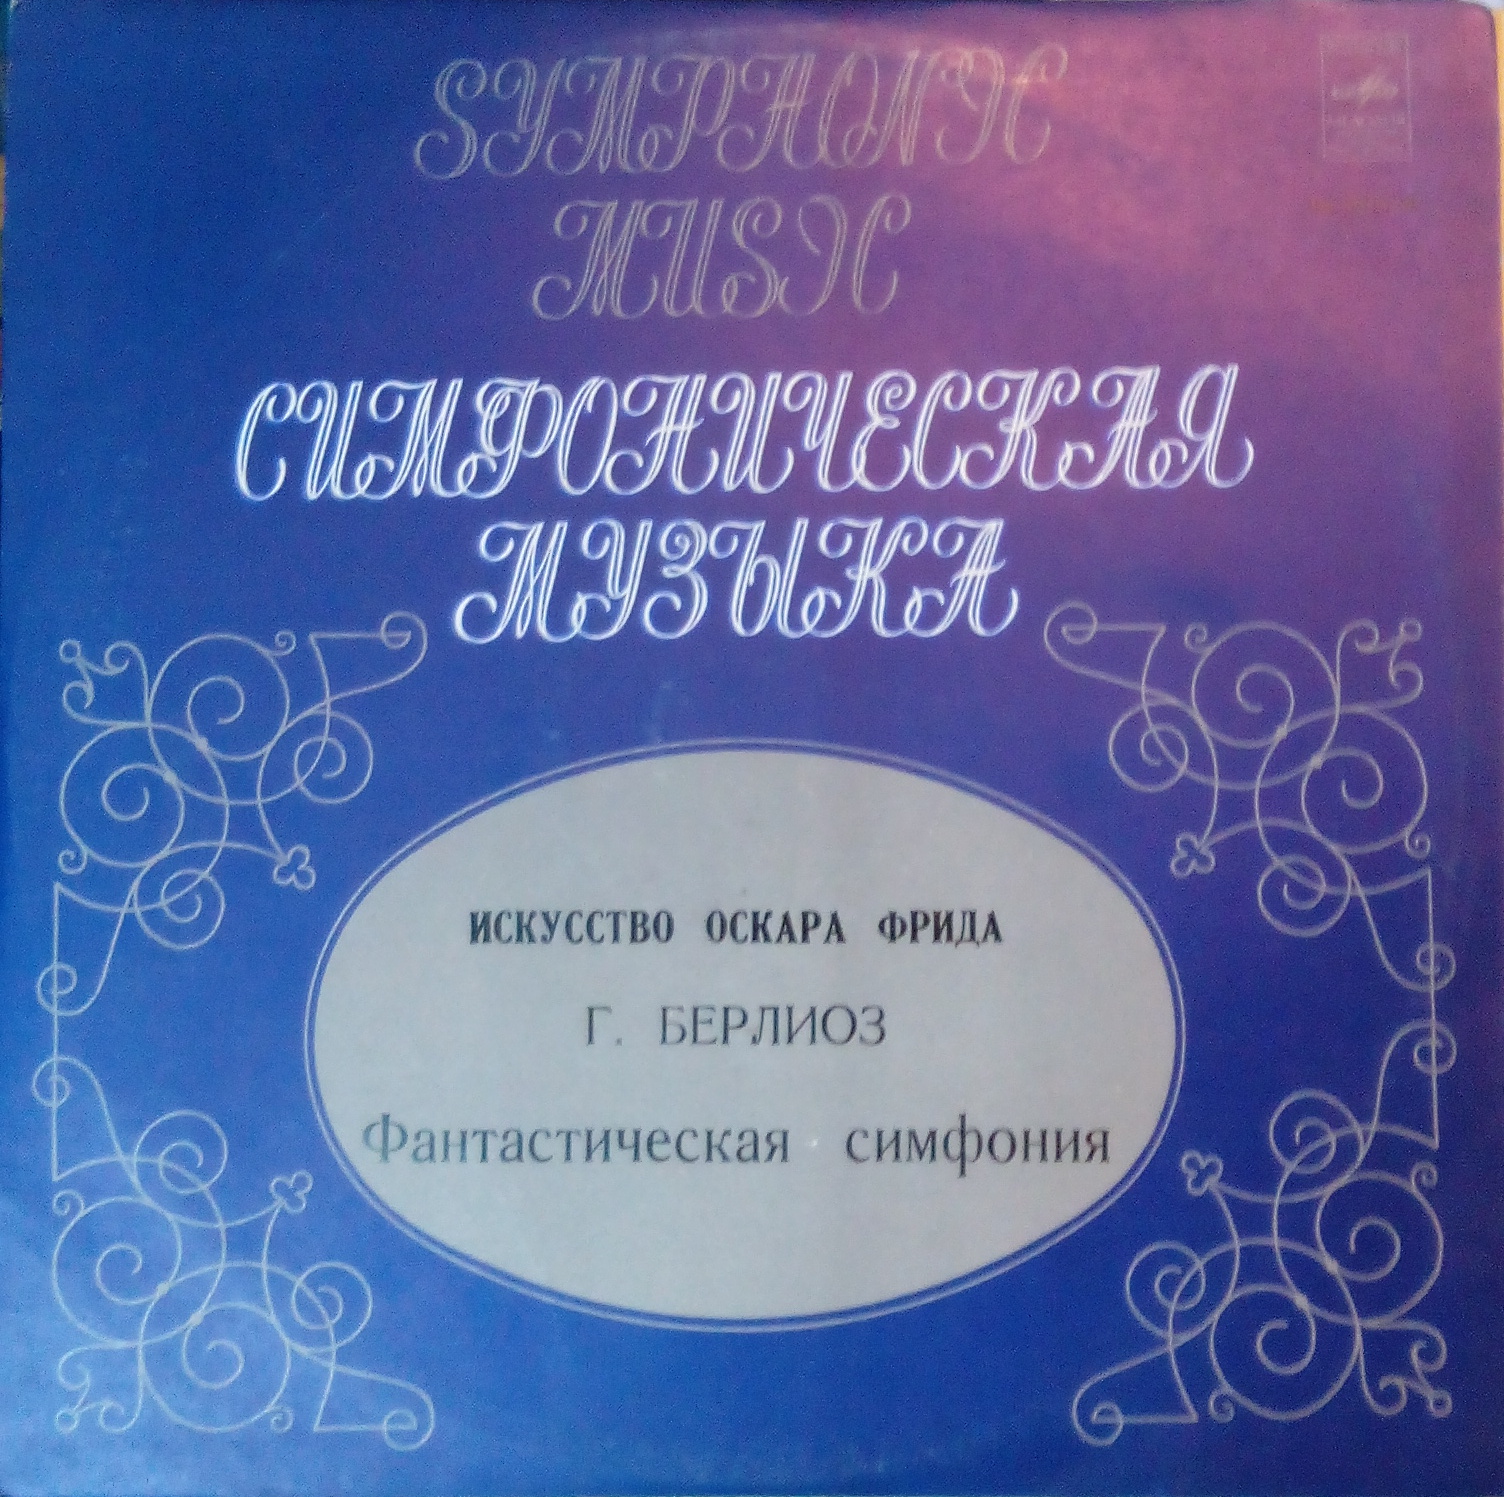 SYMPHONIC
MUSIC
СИМФОНИЧЕСКАЯ
МУЗЫКА
ИСКУССТВО ОСКАРА ФРИДА
Г. БЕРЛИОЗ
Фантастическая симфония